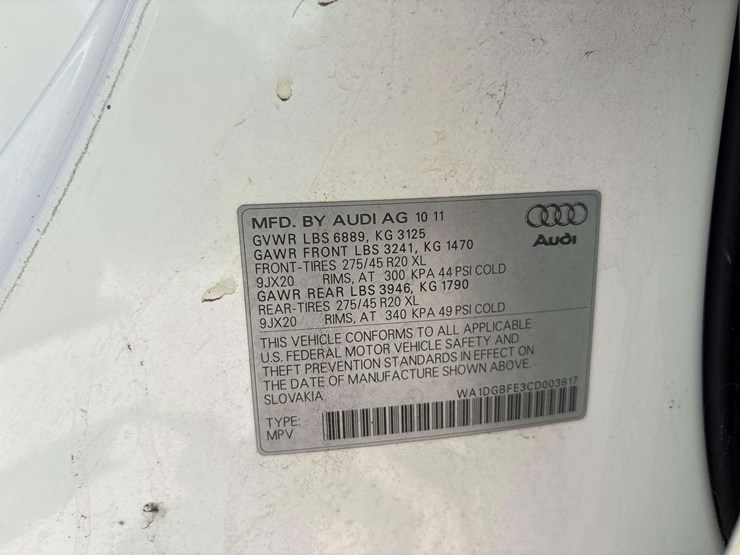 MFD. BY AUDI AG 10 11
GVWR LBS 6889, KG 3125
GAWR FRONT LBS 3241, KG 1470
FRONT-TIRES 275/45 R20 XL
9JX20 RIMS, AT 300 KPA 44 PSI COLD
GAWR REAR LBS 3946, KG 1790
REAR-TIRES 275/45 R20 XL
9JX20 RIMS, AT 340 KPA 49 PSI COLD
Audi
THIS VEHICLE CONFORMS TO ALL APPLICABLE
U.S. FEDERAL MOTOR VEHICLE SAFETY AND
THEFT PREVENTION STANDARDS IN EFFECT ON
THE DATE OF MANUFACTURE SHOWN ABOVE.
SLOVAKIA
WA1DGBFE3CD003817
TYPE:
MPV